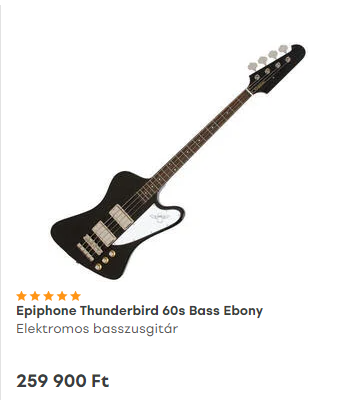 Epiphone Thunderbird 60s Bass Ebony
Elektromos basszusgitár
259 900 Ft